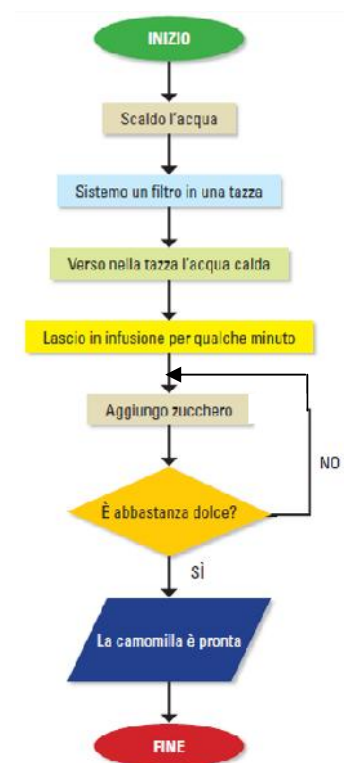 INIZIO
Scaldo l'acqua
Sistemo un filtro in una tazza
Verso nella tazza l'acqua calda
Lascio in infusione per qualche minuto
Aggiungo zucchero
NO
È abbastanza dolce?
SÌ
La camomilla è pronta
FINE